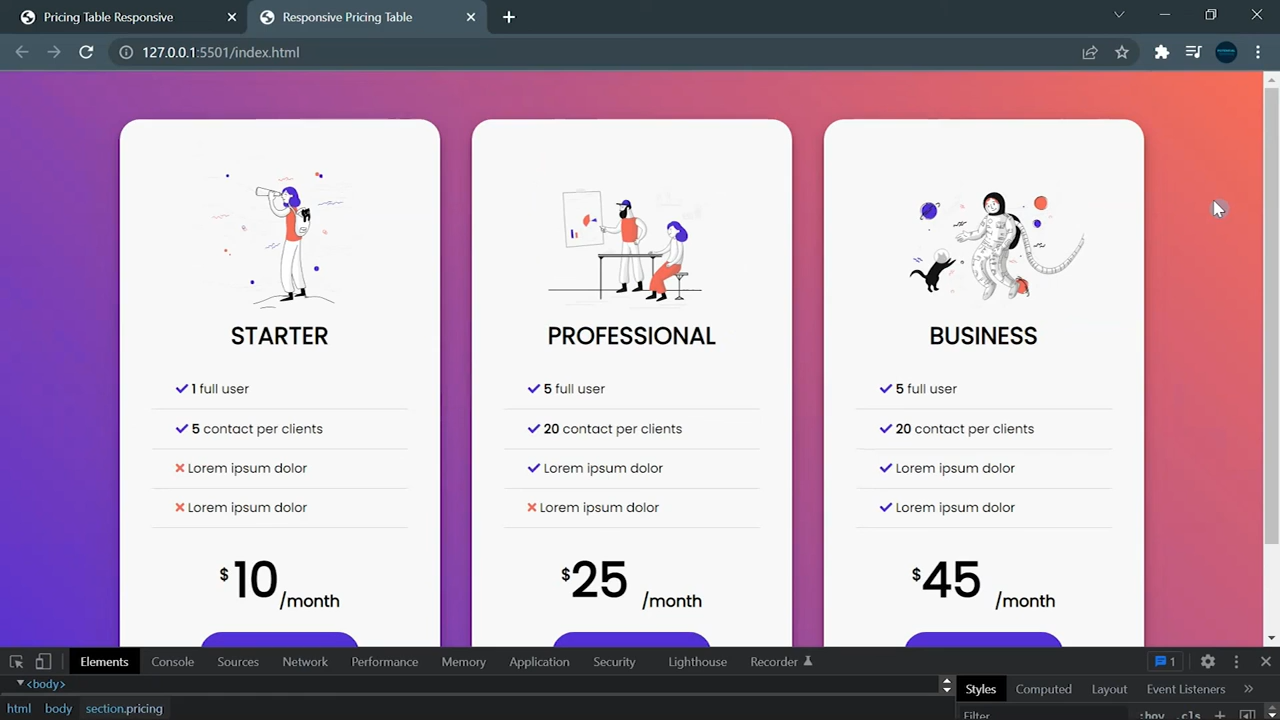 Pricing Table Responsive
Responsive Pricing Table
127.0.0.1:5501/index.html
STARTER
1 full user
5 contact per clients
Lorem ipsum dolor
Lorem ipsum dolor
$10/month
PROFESSIONAL
5 full user
20 contact per clients
Lorem ipsum dolor
Lorem ipsum dolor
$25 /month
BUSINESS
5 full user
20 contact per clients
Lorem ipsum dolor
Lorem ipsum dolor
$45 /month
Elements Console Sources Network Performance Memory Application Security Lighthouse Recorder 1
<body>
Styles Computed Layout Event Listeners »
html body section.pricing
Filter :hov .cls +